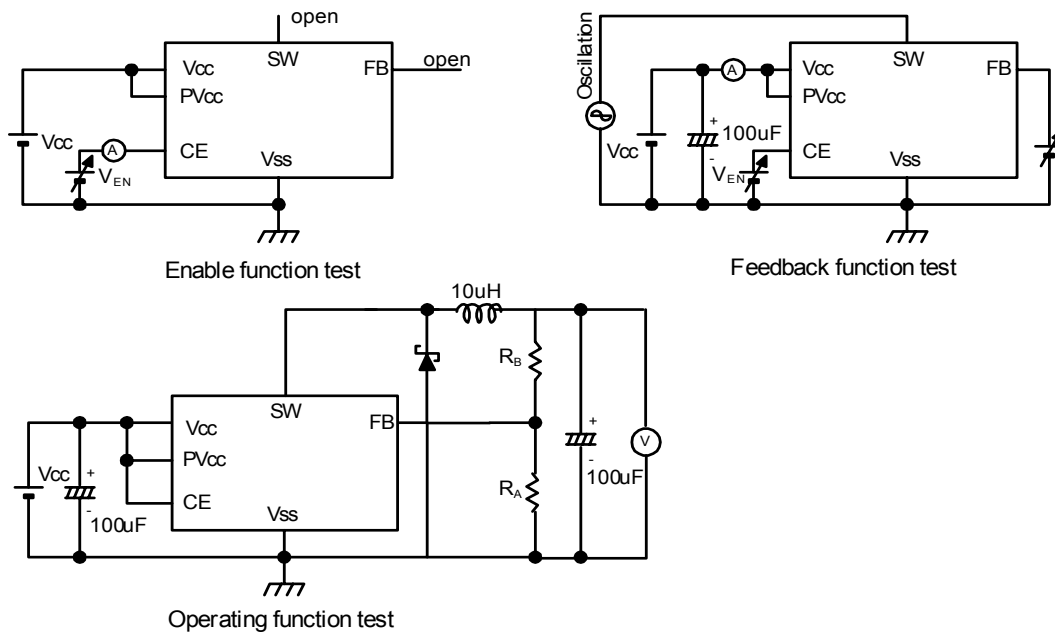 open
SW
Vcc
FB
open
PVcc
Vcc
A
CE
VEN
Vss
Enable function test
Oscillation
SW
A
Vcc
FB
PVcc
+
100uF
Vcc
-
VEN
CE
Vss
Feedback function test
10uH
RB
SW
Vcc
FB
PVcc
Vcc
+
-
100uF
CE
Vss
RA
+
-
100uF
V
Operating function test